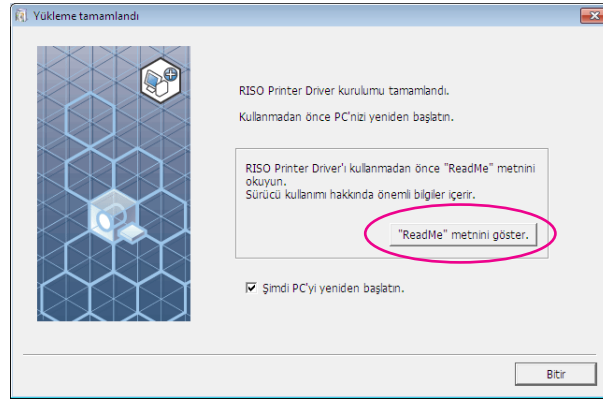 Yükleme tamamlandı
RISO Printer Driver kurulumu tamamlandı.
Kullanmadan önce PC'nizi yeniden başlatın.
RISO Printer Driver'ı kullanmadan önce "ReadMe" metnini
okuyun.
Sürücü kullanımı hakkında önemli bilgiler içerir.
"ReadMe" metnini göster.
Şimdi PC'yi yeniden başlatın.
Bitir